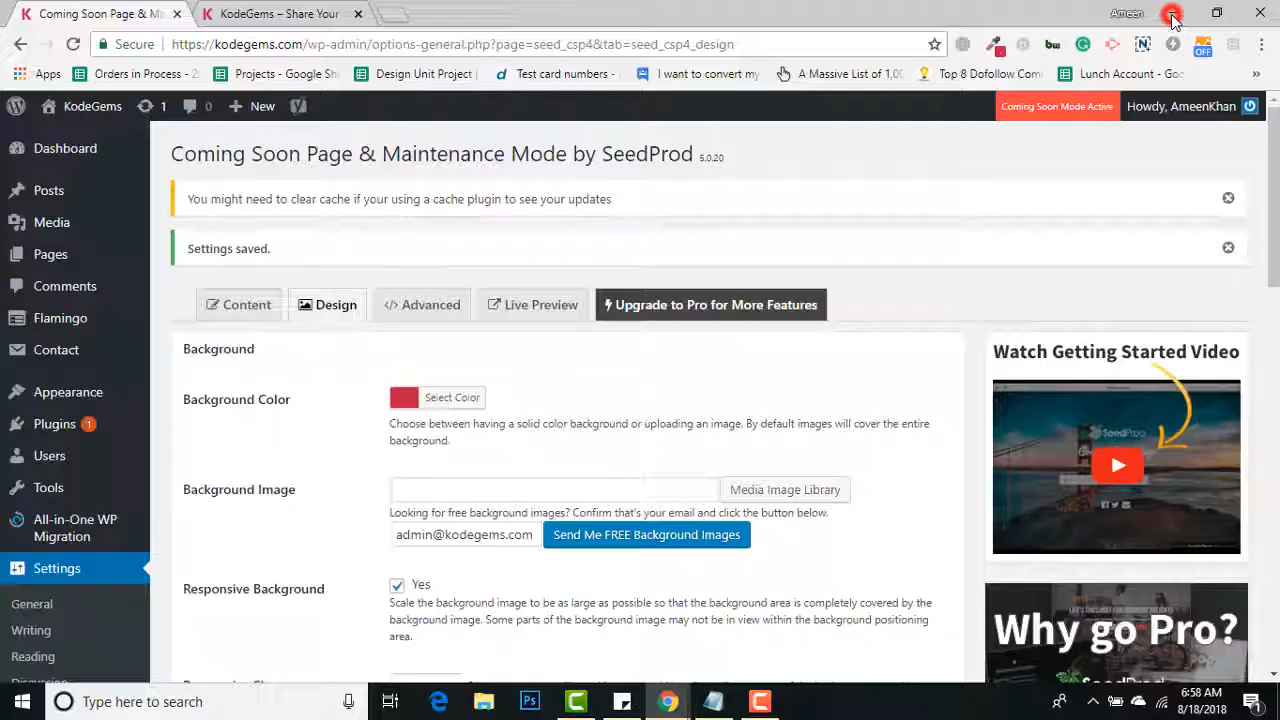 Coming Soon Page & Ma
Kodegems – Share Your
Ameen
Secure https://kodegems.com/wp-admin/options-general.php?page=seed_csp4&tab=seed_csp4_design
Apps Orders in Process - Projects - Google Sh Design Unit Project Test card numbers - I want to convert my A Massive List of 1,00 Top 8 Dofollow Com Lunch Account - Goo »
KodeGems 1 0 New Coming Soon Mode Active Howdy, AmeenKhan
Dashboard
Posts
Media
Pages
Comments
Flamingo
Contact
Appearance
Plugins 1
Users
Tools
All-in-One WP
Migration
Settings
General
Writing
Reading
Coming Soon Page & Maintenance Mode by SeedProd 5.0.20
You might need to clear cache if your using a cache plugin to see your updates
Settings saved.
Content Design Advanced Live Preview Upgrade to Pro for More Features
Background
Background Color
Select Color
Choose between having a solid color background or uploading an image. By default images will cover the entire
background.
Background Image
Media Image Library
Looking for free background images? Confirm that's your email and click the button below.
admin@kodegems.com Send Me FREE Background Images
Responsive Background
Yes
Scale the background image to be as large as possible so that the background area is completely covered by the
background image. Some parts of the background image may not be in view within the background positioning
area.
Watch Getting Started Video
SeedProd
Why go Pro?
SeedProd
Type here to search
6:58 AM
8/18/2018
1